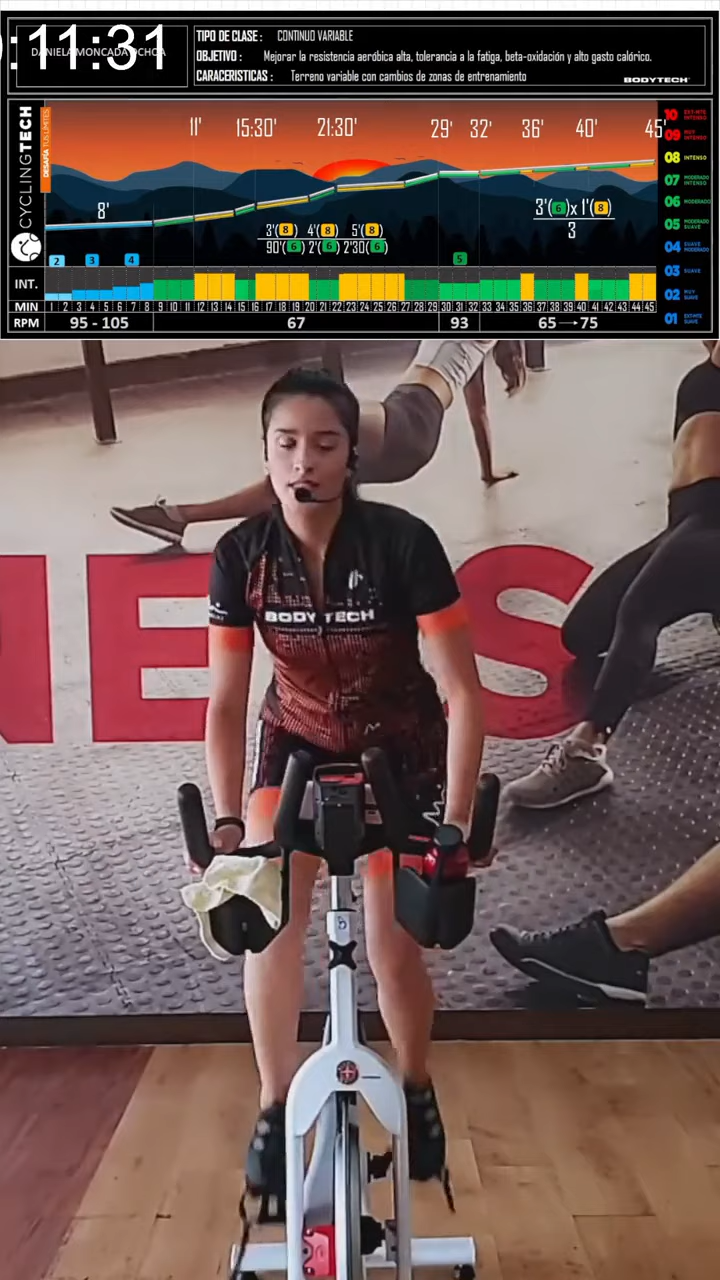 :11:31
DANIELA MONCADA OCHOA
TIPO DE CLASE : CONTINUO VARIABLE
OBJETIVO : Mejorar la resistencia aeróbica alta, tolerancia a la fatiga, beta-oxidación y alto gasto calórico.
CARACERISTICAS : Terreno variable con cambios de zonas de entrenamiento
BODYTECH
CYCLINGTECH
DESAFÍA TUS LÍMITES
8' 11' 15:30' 21:30' 29' 32' 36' 40' 45'
3'(8) 4'(8) 5'(8)
90'(6) 2'(6) 2'30(6)
3'(6)x 1'(8)
3
2 3 4 5
10 EXT-MTE INTENSO
09 MUY INTENSO
08 INTENSO
07 MODERADO INTENSO
06 MODERADO
05 MODERADO SUAVE
04 SUAVE MODERADO
03 SUAVE
02 MUY SUAVE
01 EXT-MTE SUAVE
INT.
MIN 1 2 3 4 5 6 7 8 9 10 11 12 13 14 15 16 17 18 19 20 21 22 23 24 25 26 27 28 29 30 31 32 33 34 35 36 37 38 39 40 41 42 43 44 45
RPM 95 - 105 67 93 65 → 75
NESS
BODYTECH